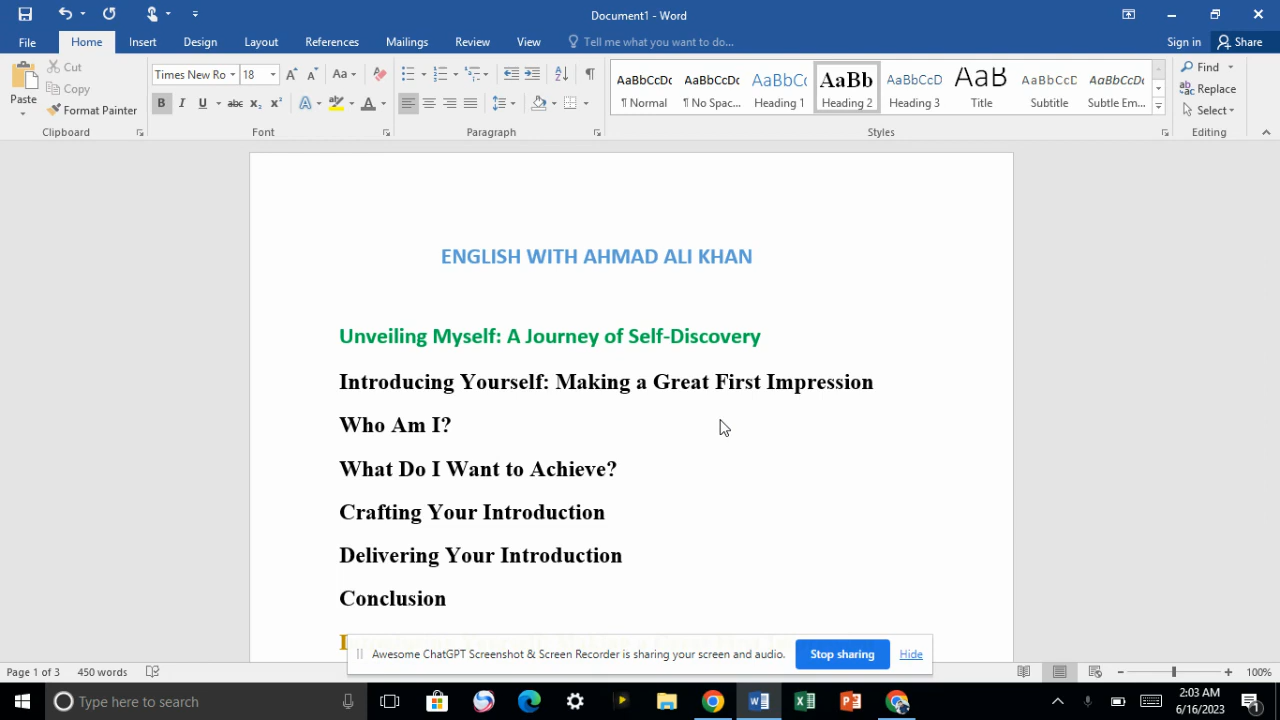 Document1 - Word
File Home Insert Design Layout References Mailings Review View Tell me what you want to do... Sign in Share
Cut
Copy
Format Painter
Paste
Times New Ro 18
AaBbCcDc AaBbCcDc AaBbC AaBb AaBbCcD AaB AaBbCcD AaBbCcD
¶ Normal ¶ No Spac... Heading 1 Heading 2 Heading 3 Title Subtitle Subtle Em...
Find
Replace
Select
Clipboard Font Paragraph Styles Editing
ENGLISH WITH AHMAD ALI KHAN
Unveiling Myself: A Journey of Self-Discovery
Introducing Yourself: Making a Great First Impression
Who Am I?
What Do I Want to Achieve?
Crafting Your Introduction
Delivering Your Introduction
Conclusion
Awesome ChatGPT Screenshot & Screen Recorder is sharing your screen and audio. Stop sharing Hide
Page 1 of 3 450 words 100%
Type here to search
2:03 AM
6/16/2023